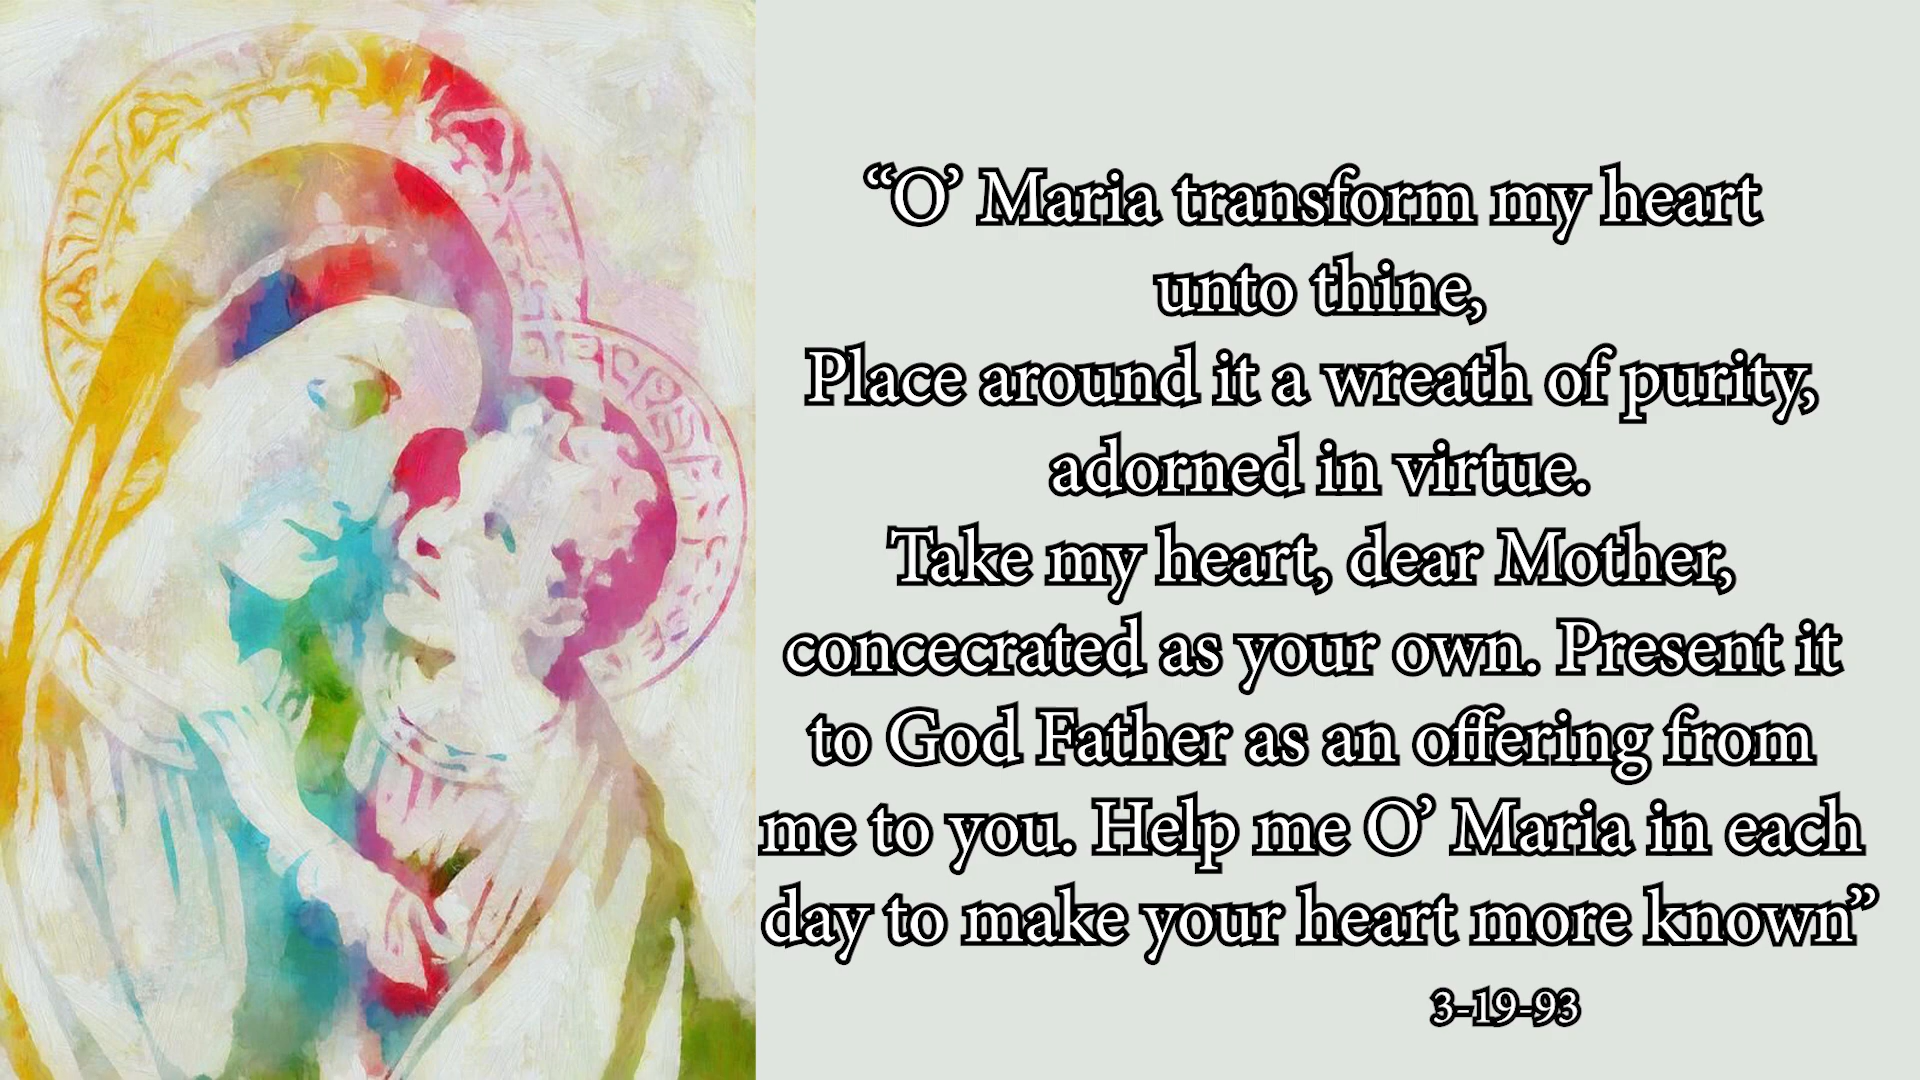 “O’ Maria transform my heart
unto thine,
Place around it a wreath of purity,
adorned in virtue.
Take my heart, dear Mother,
concecrated as your own. Present it
to God Father as an offering from
me to you. Help me O’ Maria in each
day to make your heart more known”
3-19-93